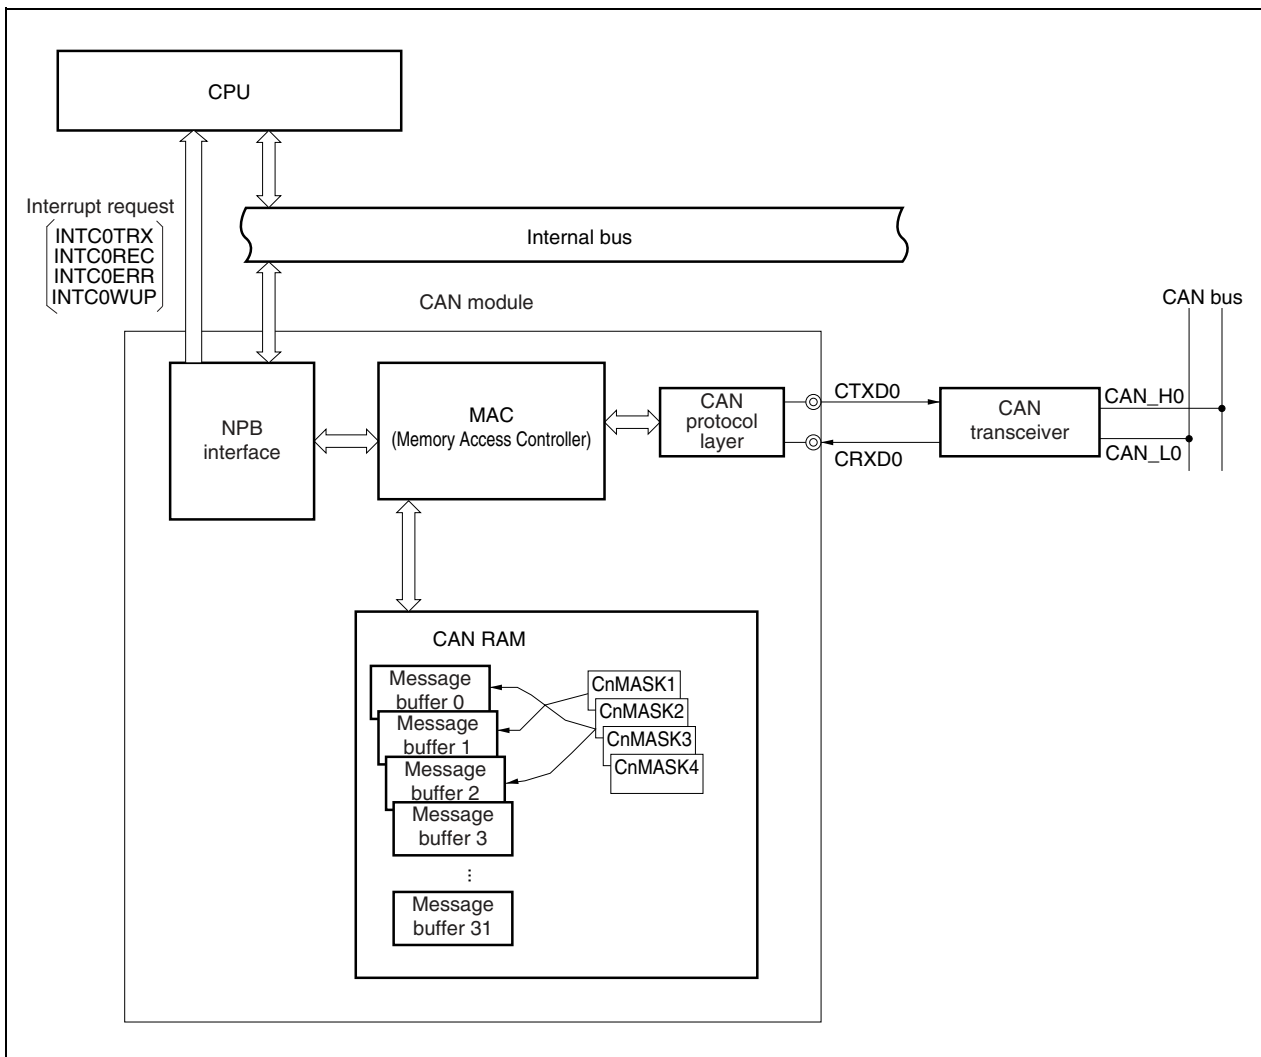 CPU
Interrupt request
INTC0TRX
INTC0REC
INTC0ERR
INTC0WUP
Internal bus
CAN module
CAN bus
NPB
interface
MAC
(Memory Access Controller)
CAN
protocol
layer
CTXD0
CRXD0
CAN
transceiver
CAN_H0
CAN_L0
CAN RAM
Message
buffer 0
Message
buffer 1
Message
buffer 2
Message
buffer 3
...
Message
buffer 31
CnMASK1
CnMASK2
CnMASK3
CnMASK4